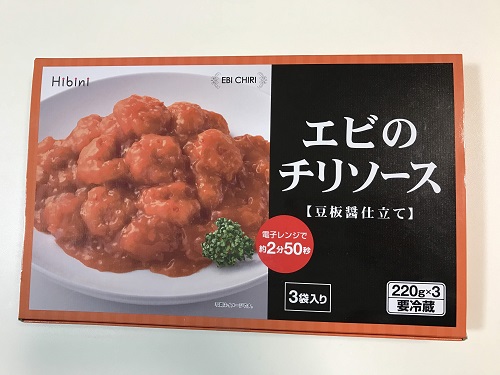 Hibini
EBI CHIRI
エビの
チリソース
【豆板醤仕立て】
電子レンジで
約2分50秒
3袋入り
220g×3
要冷蔵